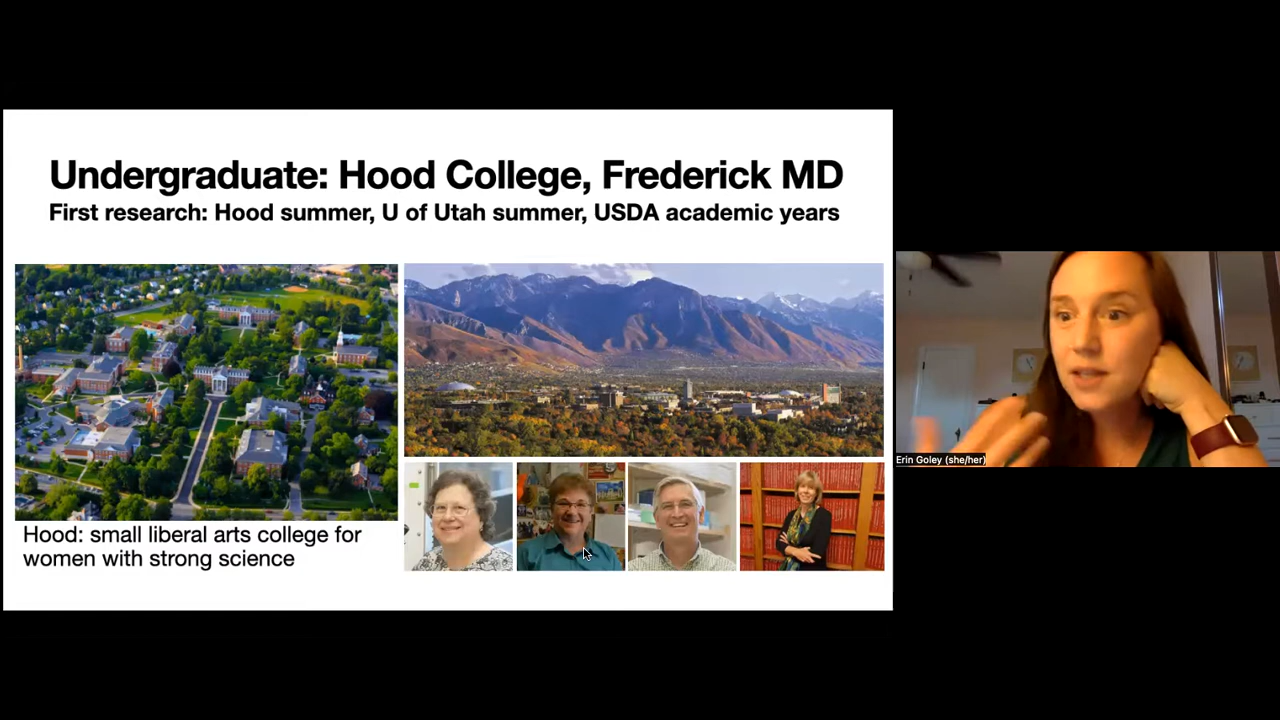 Undergraduate: Hood College, Frederick MD
First research: Hood summer, U of Utah summer, USDA academic years
Hood: small liberal arts college for
women with strong science
Erin Goley (she/her)